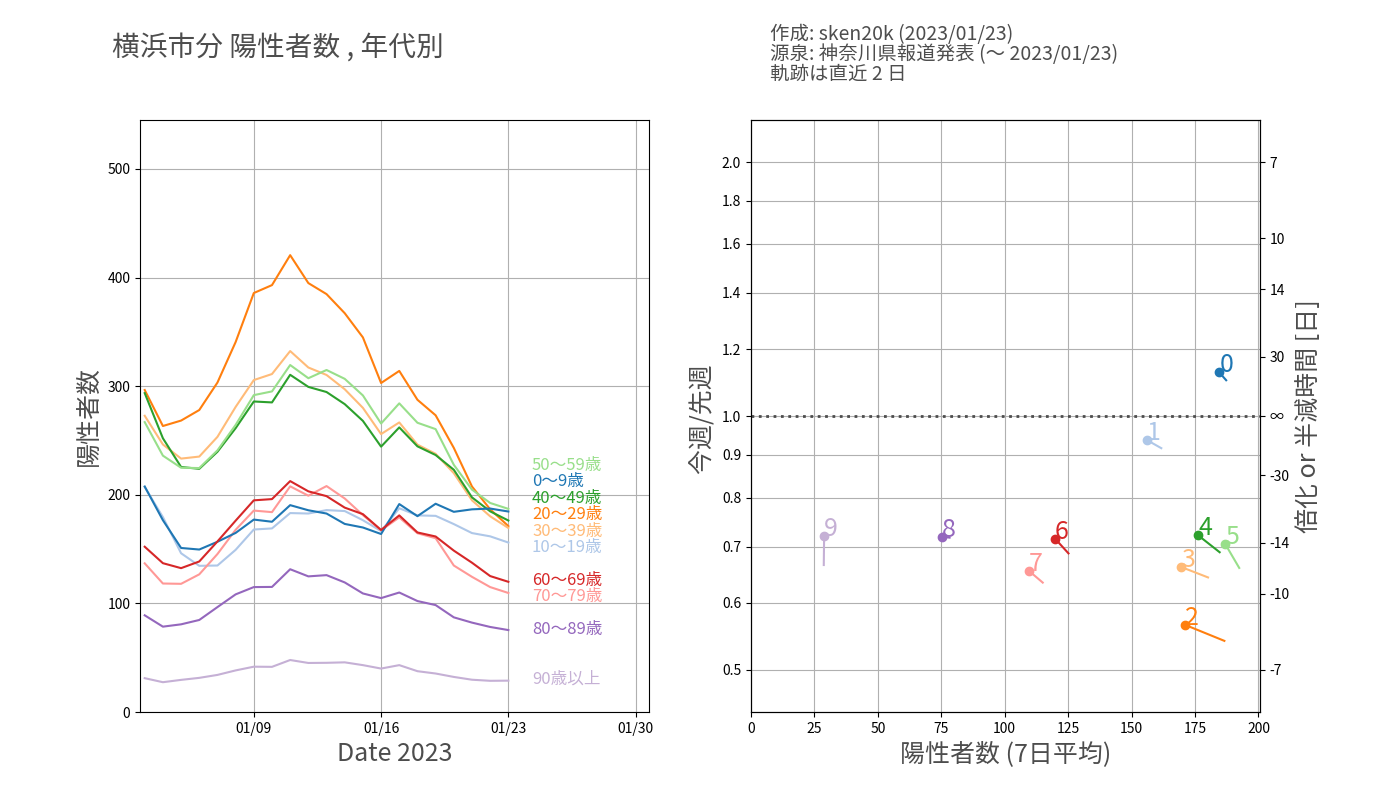 横浜市分 陽性者数 , 年代別
作成: sken20k (2023/01/23)
源泉: 神奈川県報道発表 (～ 2023/01/23)
軌跡は直近 2 日
陽性者数
500
400
300
200
100
0
01/09
01/16
01/23
01/30
Date 2023
50～59歳
0～9歳
40～49歳
20～29歳
30～39歳
10～19歳
60～69歳
70～79歳
80～89歳
90歳以上
今週/先週
2.0
1.8
1.6
1.4
1.2
1.0
0.9
0.8
0.7
0.6
0.5
0
1
9
8
6
7
4
5
3
2
0
25
50
75
100
125
150
175
200
陽性者数 (7日平均)
7
10
14
30
∞
-30
-14
-10
-7
倍化 or 半減時間 [日]